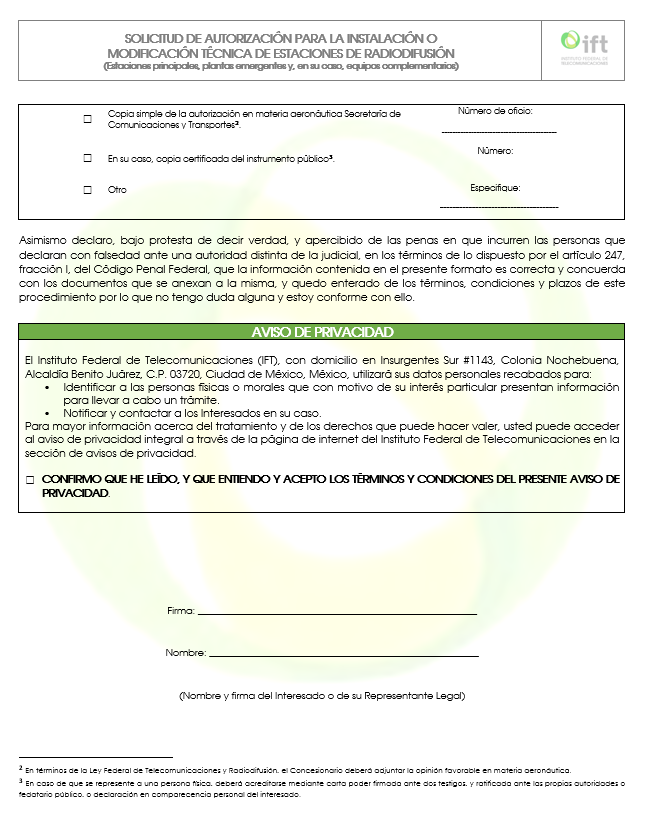 SOLICITUD DE AUTORIZACIÓN PARA LA INSTALACIÓN O
MODIFICACIÓN TÉCNICA DE ESTACIONES DE RADIODIFUSIÓN
(Estaciones principales, plantas emergentes y, en su caso, equipos complementarios)
ift
INSTITUTO FEDERAL DE
TELECOMUNICACIONES
☐ Copia simple de la autorización en materia aeronáutica Secretaría de
Comunicaciones y Transportes².
Número de oficio:
______________________________
☐ En su caso, copia certificada del instrumento público³.
Número:
☐ Otro
Especifique:
______________________________
Asimismo declaro, bajo protesta de decir verdad, y apercibido de las penas en que incurren las personas que
declaran con falsedad ante una autoridad distinta de la judicial, en los términos de lo dispuesto por el artículo 247,
fracción I, del Código Penal Federal, que la información contenida en el presente formato es correcta y concuerda
con los documentos que se anexan a la misma, y quedo enterado de los términos, condiciones y plazos de este
procedimiento por lo que no tengo duda alguna y estoy conforme con ello.
AVISO DE PRIVACIDAD
El Instituto Federal de Telecomunicaciones (IFT), con domicilio en Insurgentes Sur #1143, Colonia Nochebuena,
Alcaldía Benito Juárez, C.P. 03720, Ciudad de México, México, utilizará sus datos personales recabados para:
• Identificar a las personas físicas o morales que con motivo de su interés particular presentan información
para llevar a cabo un trámite.
• Notificar y contactar a los Interesados en su caso.
Para mayor información acerca del tratamiento y de los derechos que puede hacer valer, usted puede acceder
al aviso de privacidad integral a través de la página de internet del Instituto Federal de Telecomunicaciones en la
sección de avisos de privacidad.
☐ CONFIRMO QUE HE LEÍDO, Y QUE ENTIENDO Y ACEPTO LOS TÉRMINOS Y CONDICIONES DEL PRESENTE AVISO DE
PRIVACIDAD.
Firma: ______________________________
Nombre: ______________________________
(Nombre y firma del Interesado o de su Representante Legal)
² En términos de la Ley Federal de Telecomunicaciones y Radiodifusión, el Concesionario deberá adjuntar la opinión favorable en materia aeronáutica.
³ En caso de que se represente a una persona física, deberá acreditarse mediante carta poder firmada ante dos testigos, y ratificada ante las propias autoridades o
fedatario público, o declaración en comparecencia personal del interesado.